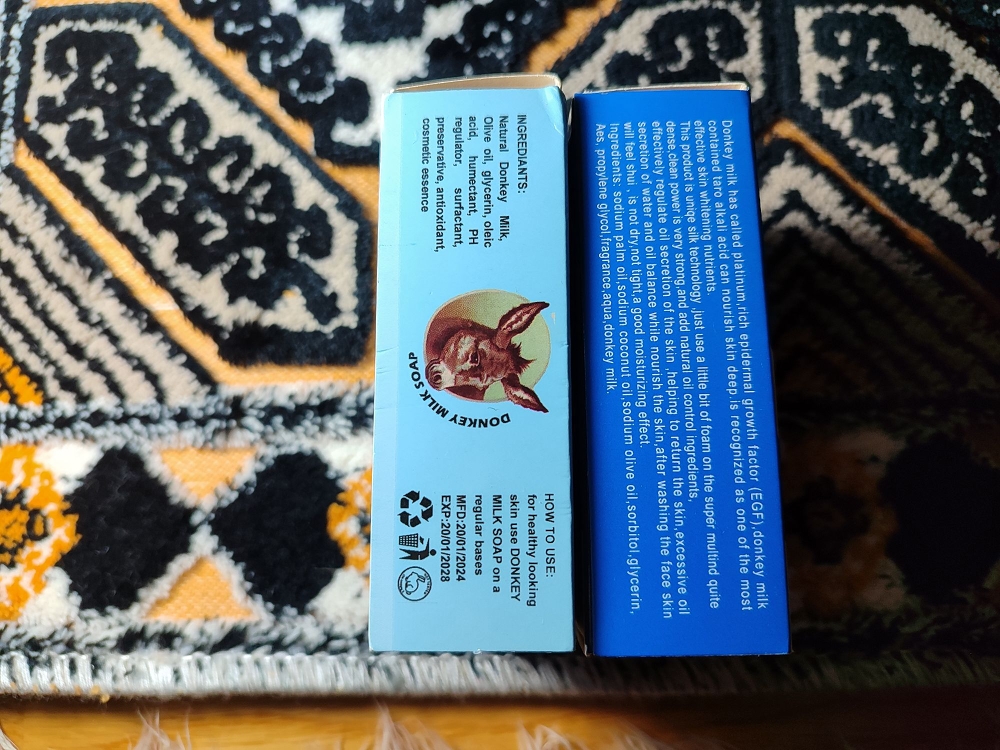 INGREDIANTS:
Natural Donkey Milk,
Olive oil, glycerin, oleic
acid, humectant, PH
regulator, surfactant,
preservative, antioxidant,
cosmetic essence
DONKEY MILK SOAP
HOW TO USE:
for healthy looking
skin use DONKEY
MILK SOAP on a
regular bases
MFD:20/01/2024
EXP:20/01/2028
Donkey milk has called platinum,rich epidermal growth factor (EGF),donkey milk
contained taro alkali acid can nourish skin deep,is recognized as one of the most
effective skin whitening nutrients.
This product is uniqe silk technology ,Just use a little bit of foam on the super multind quite
dense,clean power is very strong,and add natural oil control ingredients,
effectively regulate oil secretion of the skin ,helping to return the skin,excessive oil
secretion of water and oil balance while nourish the skin,after washing the face skin
will feel shui , is not dry,not tight,a good moisturizing effect.
Ingredients: sodium palm oil,sodium coconut oil,sodium olive oil,sorbitol,glycerin,
Aes, propylene glycol,fragrance,aqua,donkey milk.